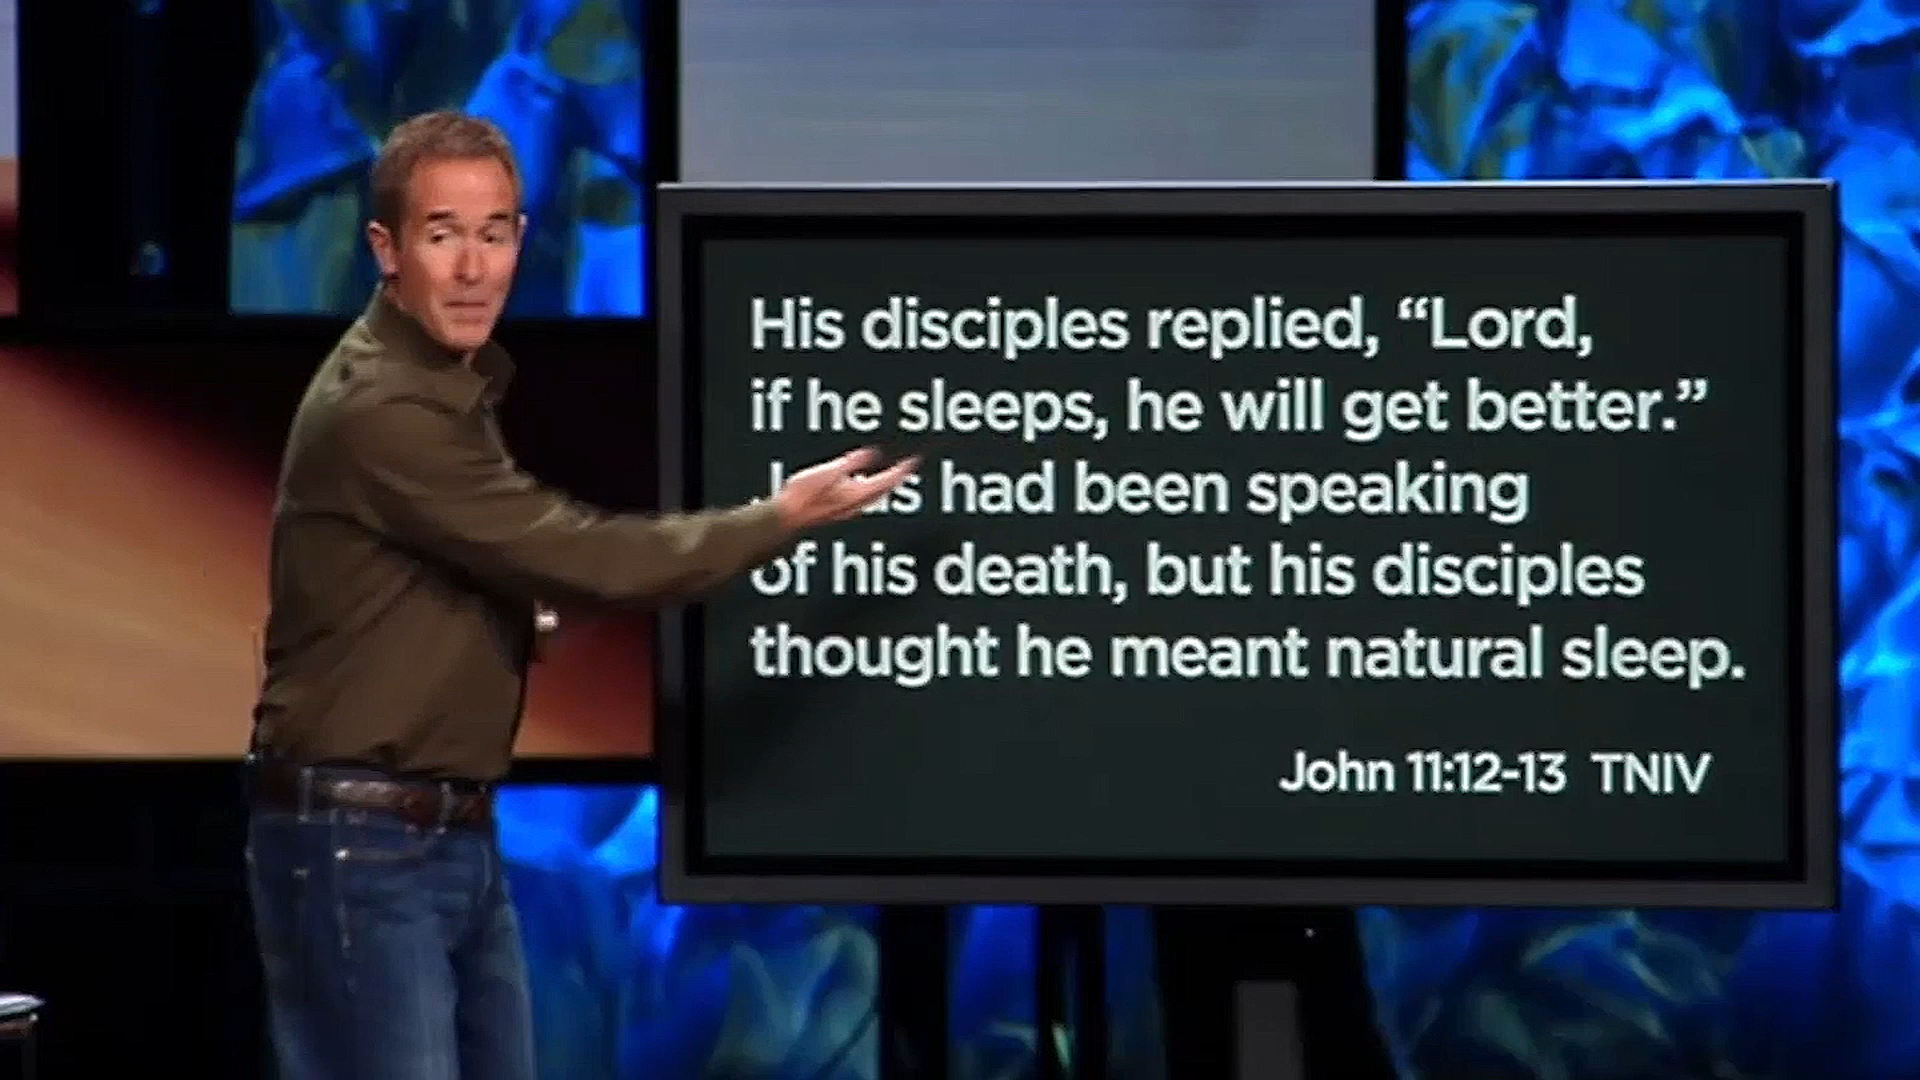 His disciples replied, “Lord,
if he sleeps, he will get better.”
had been speaking
of his death, but his disciples
thought he meant natural sleep.
John 11:12-13 TNIV